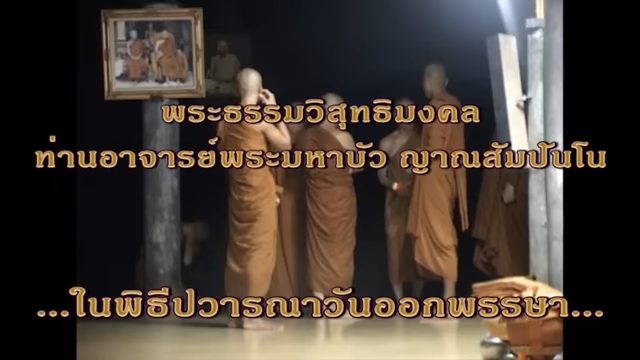 พระธรรมวิสุทธิมงคล
ท่านอาจารย์พระมหาบัว ญาณสัมปันโน
...ในพิธีปวารณาวันออกพรรษา...